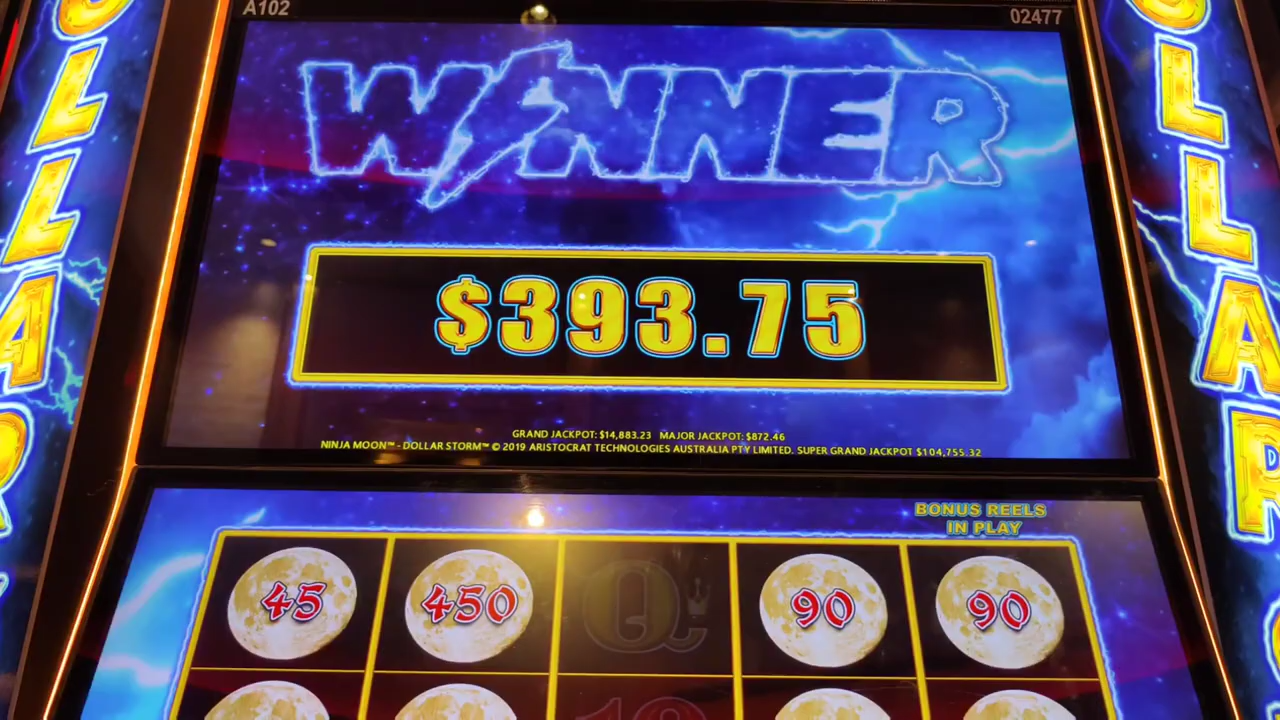 A102
02477
WINNER
$393.75
GRAND JACKPOT: $14,883.23 MAJOR JACKPOT: $872.46
NINJA MOON™ - DOLLAR STORM™ © 2019 ARISTOCRAT TECHNOLOGIES AUSTRALIA PTY LIMITED. SUPER GRAND JACKPOT $104,755.32
BONUS REELS
IN PLAY
45 450 Q 90 90
OLLAR
OLLAR